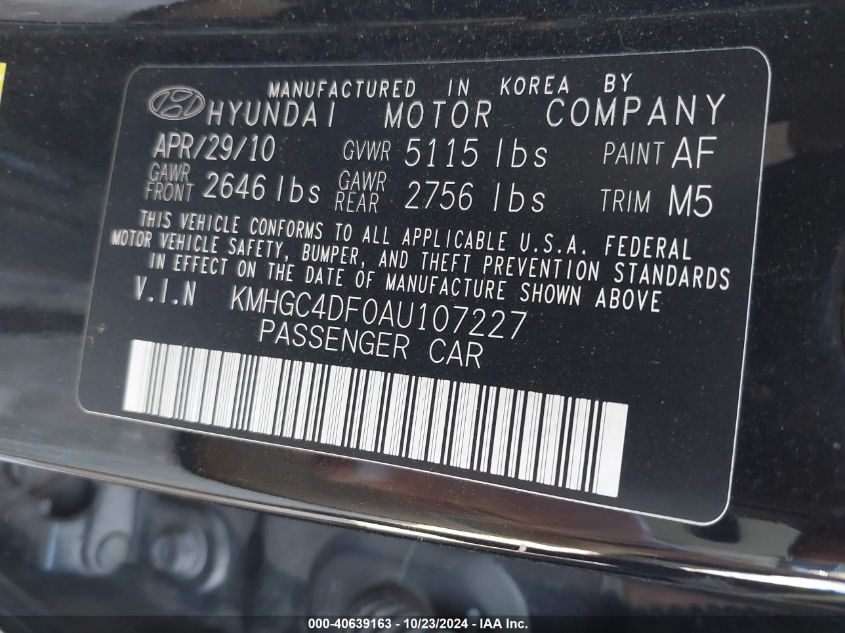 MANUFACTURED IN KOREA BY
HYUNDAI MOTOR COMPANY
APR/29/10 GVWR 5115 lbs PAINT AF
GAWR FRONT 2646 lbs GAWR REAR 2756 lbs TRIM M5
THIS VEHICLE CONFORMS TO ALL APPLICABLE U.S.A. FEDERAL
MOTOR VEHICLE SAFETY, BUMPER, AND THEFT PREVENTION STANDARDS
IN EFFECT ON THE DATE OF MANUFACTURE SHOWN ABOVE.
V.I.N KMHGC4DF0AU107227
PASSENGER CAR
000-40639163 - 10/23/2024 - IAA Inc.